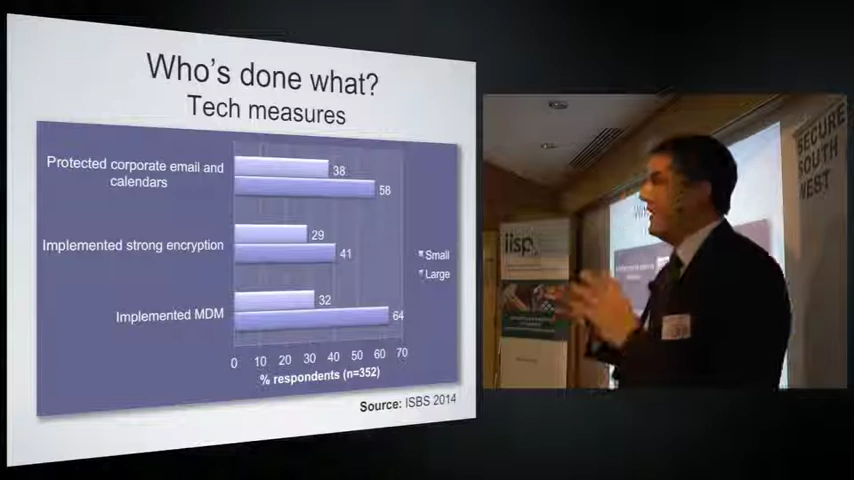 Who's done what?
Tech measures
Protected corporate email and
calendars
38
58
Implemented strong encryption
29
41
Implemented MDM
32
64
Small
Large
0 10 20 30 40 50 60 70
% respondents (n=352)
Source: ISBS 2014
iisp
SECURE
SOUTH
WEST